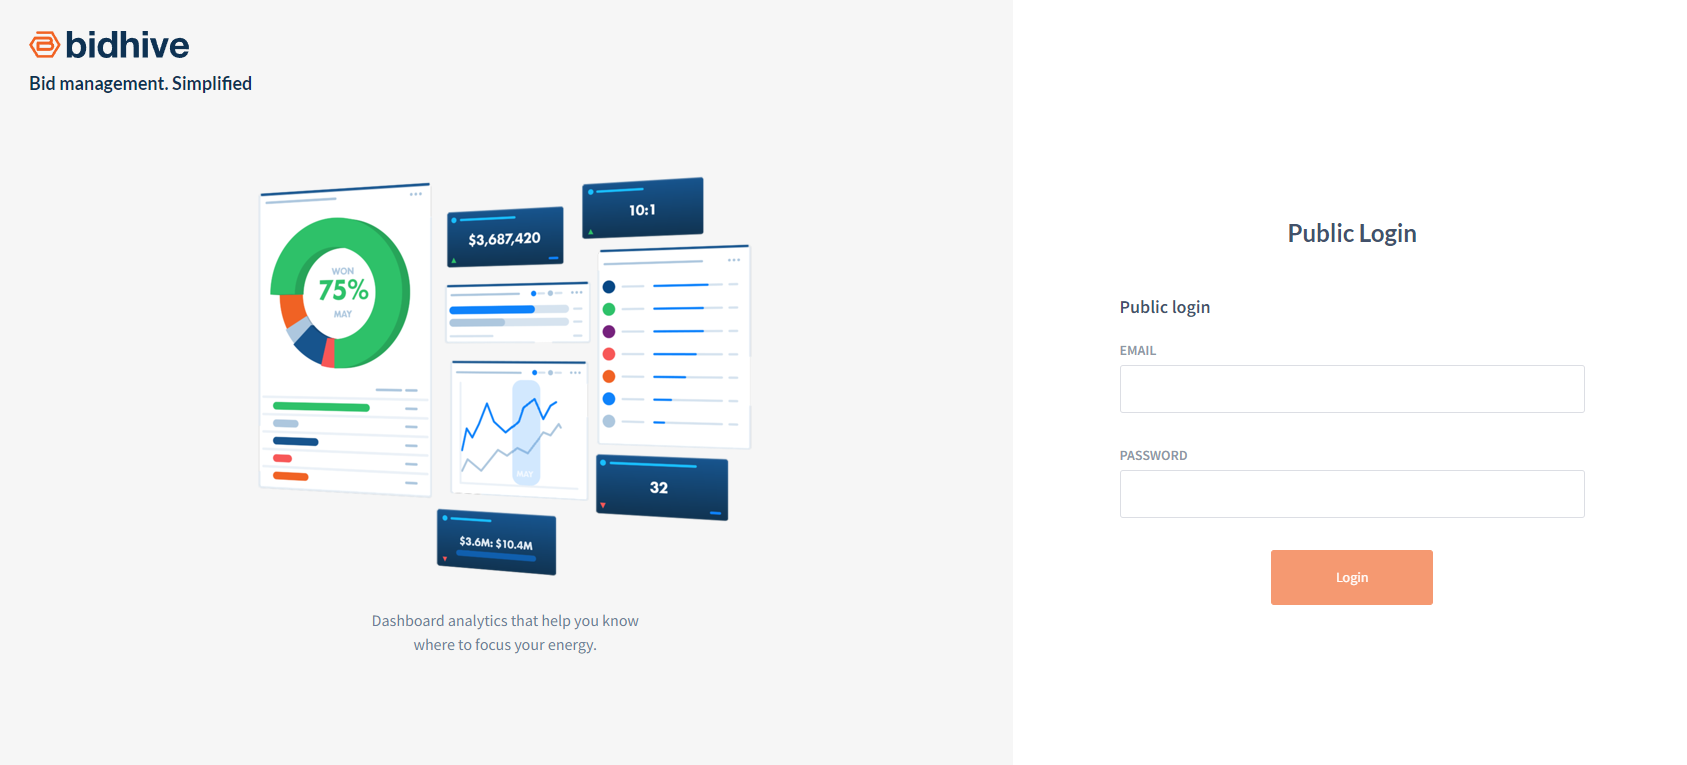 bidhive
Bid management. Simplified
WON
75%
MAY
$3,687,420
10:1
MAY
32
$3.6M: $10.4M
Dashboard analytics that help you know
where to focus your energy.
Public Login
Public login
EMAIL
PASSWORD
Login